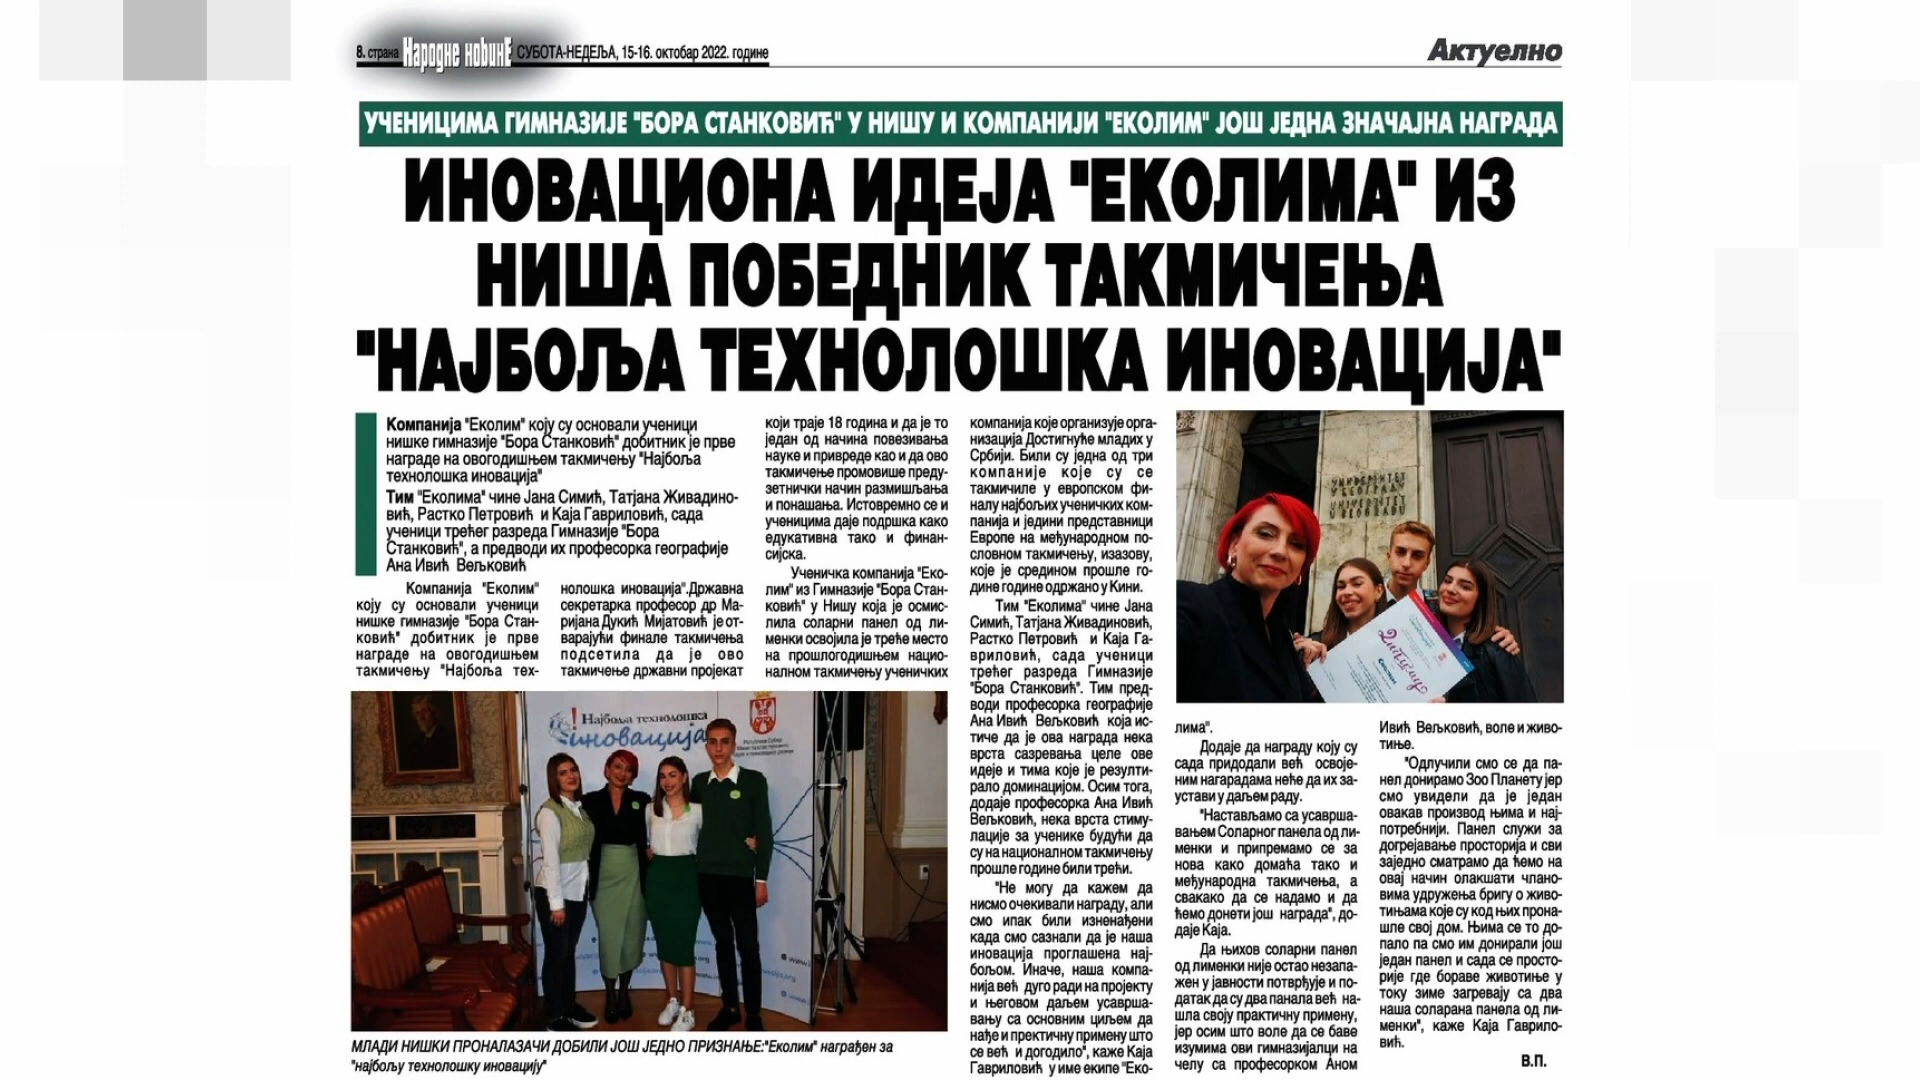 8. страна Народне новинЕ СУБОТА-НЕДЕЉА, 15-16. октобар 2022. године
Актуелно
УЧЕНИЦИМА ГИМНАЗИЈЕ "БОРА СТАНКОВИЋ" У НИШУ И КОМПАНИЈИ "ЕКОЛИМ" ЈОШ ЈЕДНА ЗНАЧАЈНА НАГРАДА
ИНОВАЦИОНА ИДЕЈА "ЕКОЛИМА" ИЗ
НИША ПОБЕДНИК ТАКМИЧЕЊА
"НАЈБОЉА ТЕХНОЛОШКА ИНОВАЦИЈА"
Компанија "Еколим" коју су основали ученици
нишке гимназије "Бора Станковић" добитник је прве
награде на овогодишњем такмичењу "Најбоља
технолошка иновација"
Тим "Еколима" чине Јана Симић, Татјана Живадино-
вић, Растко Петровић и Каја Гавриловић, сада
ученици трећег разреда Гимназије "Бора
Станковић", а предводи их професорка географије
Ана Ивић Вељковић
Компанија "Еколим"
коју су основали ученици
нишке гимназије "Бора Стан-
ковић" добитник је прве
награде на овогодишњем
такмичењу "Најбоља тех-
нолошка иновација".Државна
секретарка професор др Ма-
ријана Дукић Мијатовић је от-
варајући финале такмичења
подсетила да је ово
такмичење државни пројекат
који траје 18 година и да је то
један од начина повезивања
науке и привреде као и да ово
такмичење промовише преду-
зетнички начин размишљања
и понашања. Истовремно се и
ученицима даје подршка како
едукативна тако и финан-
сијска.
Ученичка компанија "Еко-
лим" из Гимназије "Бора Стан-
ковић" у Нишу која је осмис-
лила соларни панел од ли-
менки освојила је треће место
на прошлогодишњем нацио-
налном такмичењу ученичких
компанија које организује орга-
низација Достигнуће младих у
Србији. Били су једна од три
компаније које су се
такмичиле у европском фи-
налу најбољих ученичких ком-
панија и једини представници
Европе на међународном по-
словном такмичењу, изазову,
које је средином прошле го-
дине године одржано у Кини.
Тим "Еколима" чине Јана
Симић, Татјана Живадиновић,
Растко Петровић и Каја Га-
вриловић, сада ученици
трећег разреда Гимназије
"Бора Станковић". Тим пред-
води професорка географије
Ана Ивић Вељковић која ис-
тиче да је ова награда нека
врста сазревања целе ове
идеје и тима које је резулти-
рало доминацијом. Осим тога,
додаје професорка Ана Ивић
Вељковић, нека врста стиму-
лације за ученике будући да
су на националном такмичењу
прошле године били трећи.
"Не могу да кажем да
нисмо очекивали награду, али
смо ипак били изненађени
када смо сазнали да је наша
иновација проглашена нај-
бољом. Иначе, наша компа-
нија већ дуго ради на пројекту
и његовом даљем усаврша-
вању са основним циљем да
нађе и пректичну примену што
се већ и догодило", каже Каја
Гавриловић у име екипе "Еко-
УНИВЕРЗИТЕТ
У БЕОГРАДУ
Еколим
лима".
Додаје да награду коју су
сада придодали већ освоје-
ним нагарадама неће да их за-
устави у даљем раду.
"Настављамо са усаврша-
вањем Соларног панела од ли-
менки и припремамо се за
нова како домаћа тако и
међународна такмичења, а
свакако да се надамо и да
ћемо донети још награда", до-
даје Каја.
Да њихов соларни панел
од лименки није остао незапа-
жен у јавности потврђује и по-
датак да су два панала већ на-
шла своју практичну примену,
јер осим што воле да се баве
изумима ови гимназијалци на
челу са професорком Аном
Ивић Вељковић, воле и живо-
тиње.
"Одлучили смо се да па-
нел донирамо Зоо Планету јер
смо увидели да је један
овакав производ њима и нај-
потребнији. Панел служи за
догрејавање просторија и сви
заједно сматрамо да ћемо на
овај начин олакшати члано-
вима удружења бригу о живо-
тињама које су код њих прона-
шле свој дом. Њима се то до-
пало па смо им донирали још
један панел и сада се просто-
рије где бораве животиње у
току зиме загревају са два
наша соларана панела од ли-
менки", каже Каја Гаврило-
вић.
В.П.
Најбоља технолошка
иновација
Република Србија
МЛАДИ НИШКИ ПРОНАЛАЗАЧИ ДОБИЛИ ЈОШ ЈЕДНО ПРИЗНАЊЕ:"Еколим" награђен за
"најбољу технолошку иновацију"